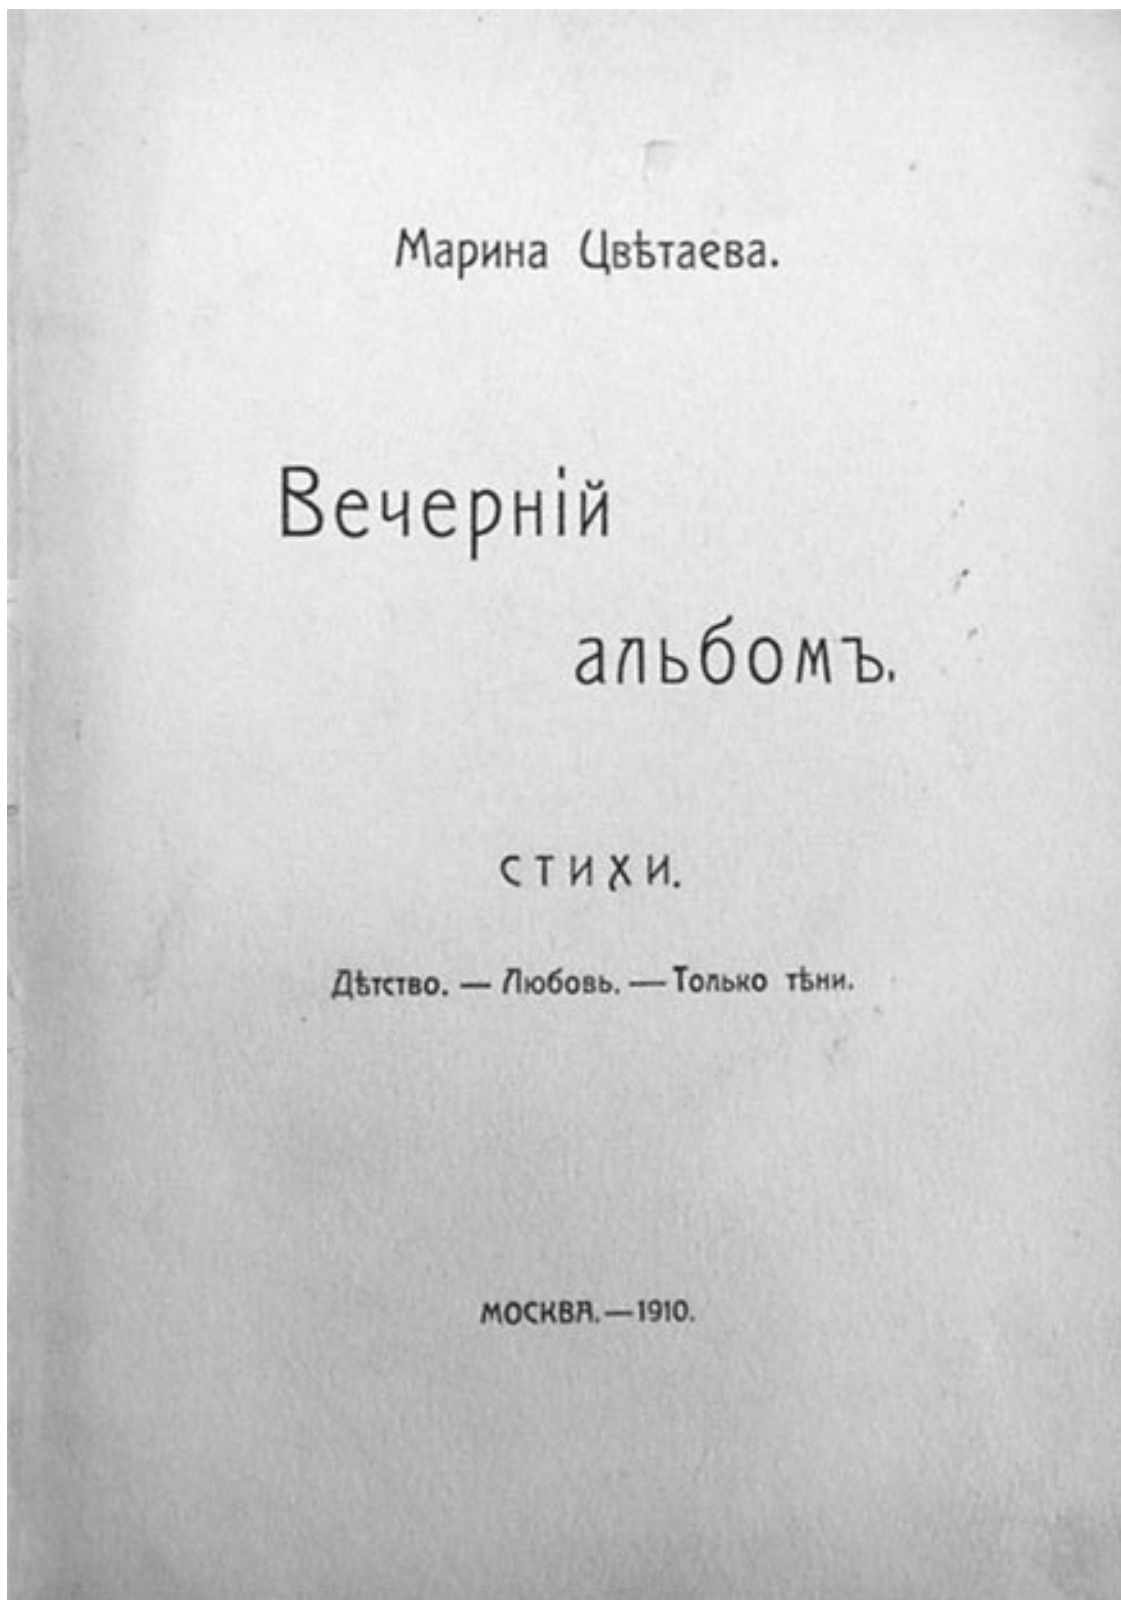 Марина Цвѣтаева.
Вечерній
альбомъ.
стихи.
Дѣтство. — Любовь. — Только тѣни.
МОСКВА. — 1910.